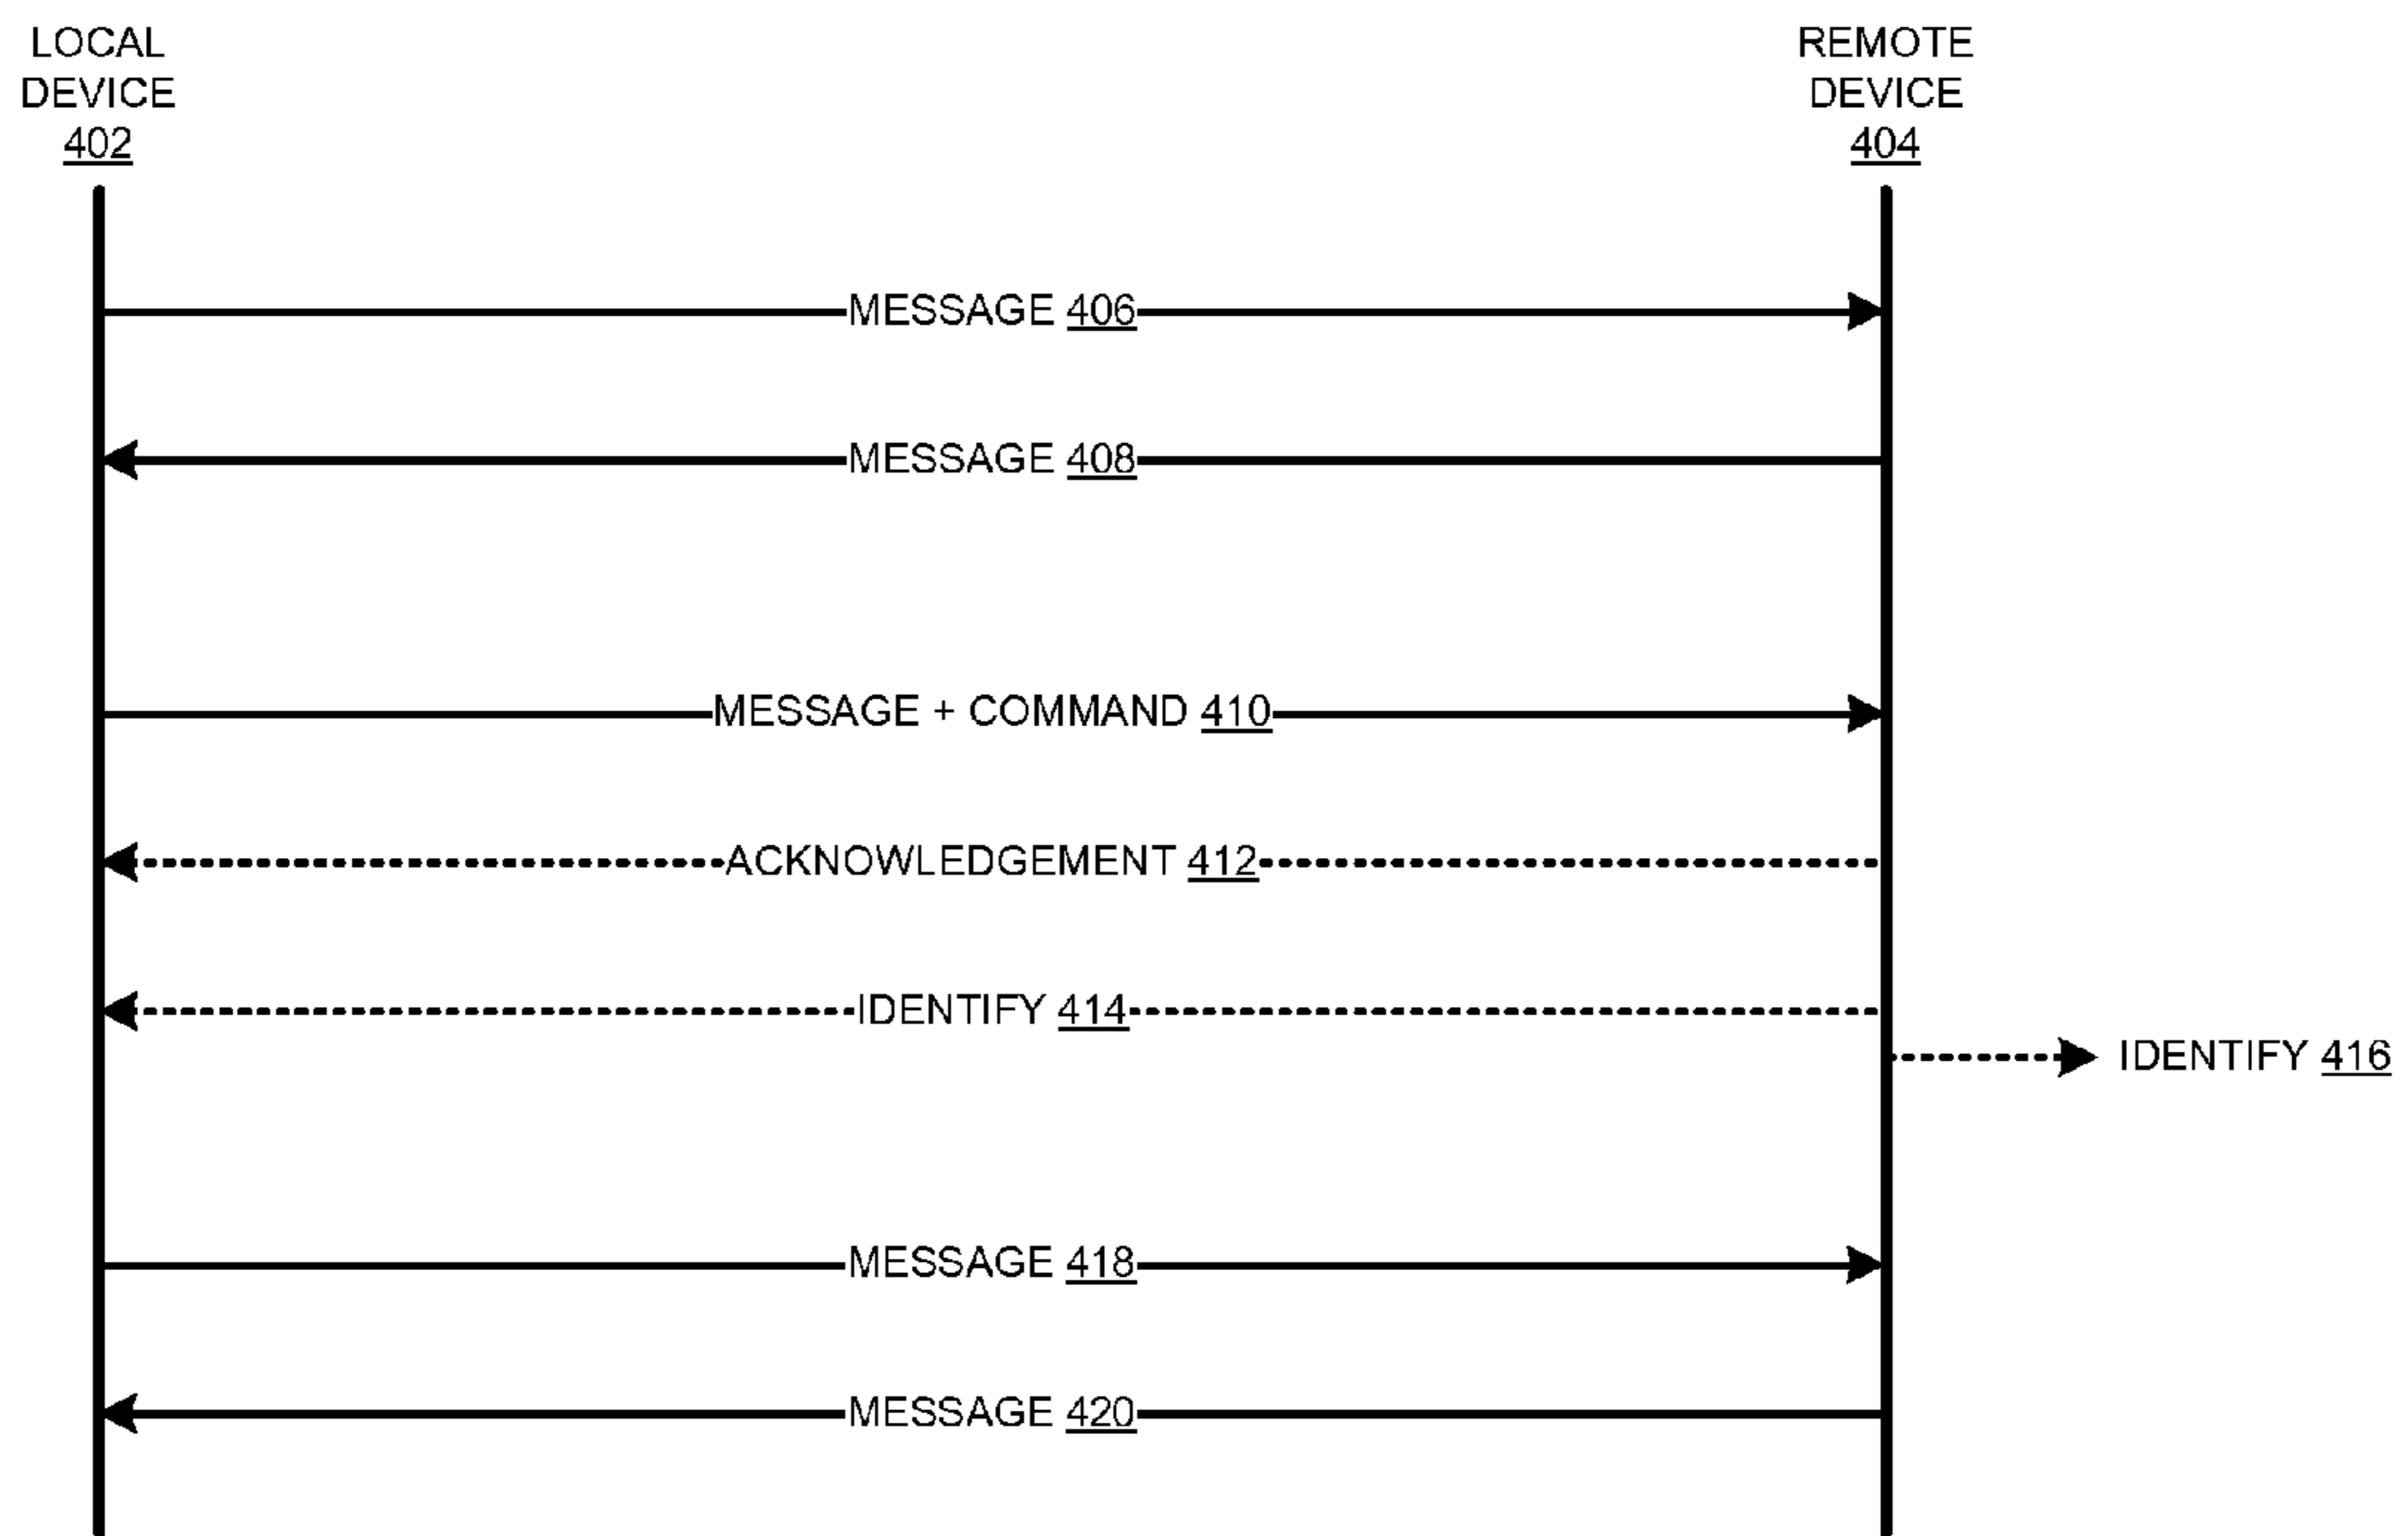 LOCAL
DEVICE
402
REMOTE
DEVICE
404
MESSAGE 406
MESSAGE 408
MESSAGE + COMMAND 410
ACKNOWLEDGEMENT 412
IDENTIFY 414
IDENTIFY 416
MESSAGE 418
MESSAGE 420